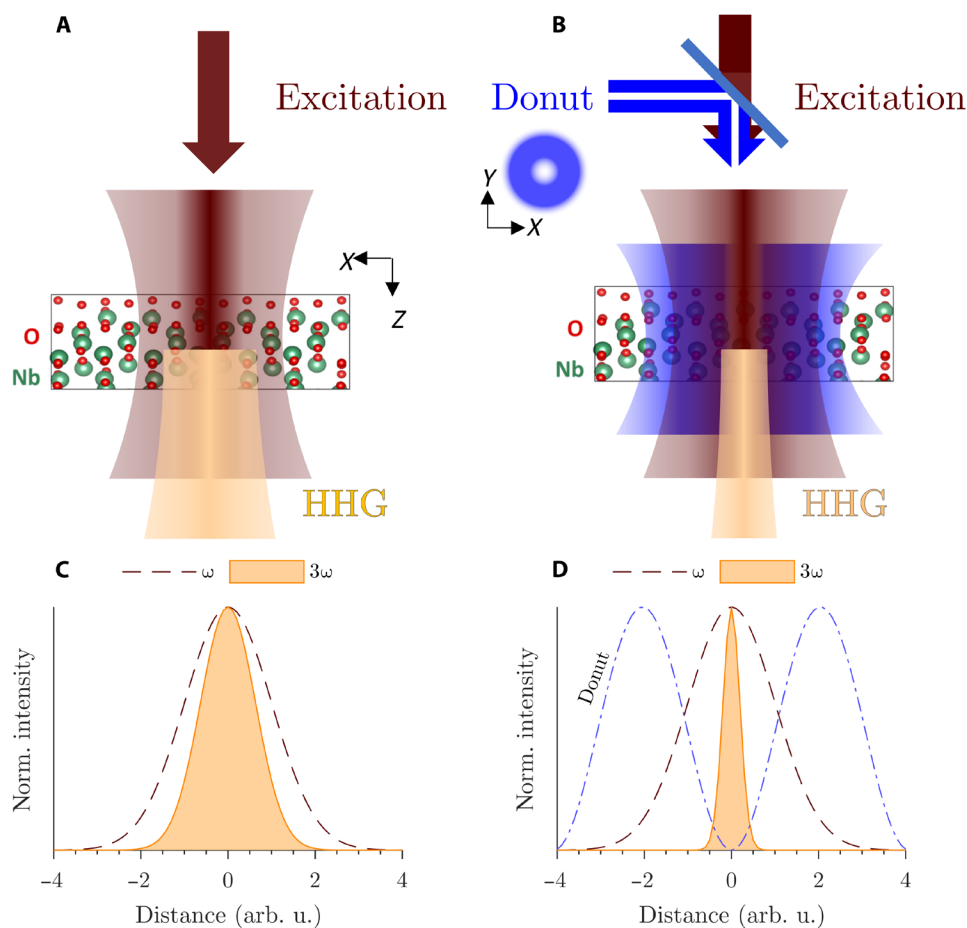 A
Excitation
X
Z
O
Nb
HHG
B
Donut
Excitation
Y
X
O
Nb
HHG
C
ω
3ω
Norm. intensity
−4
−2
0
2
4
Distance (arb. u.)
D
ω
3ω
Donut
Norm. intensity
−4
−2
0
2
4
Distance (arb. u.)